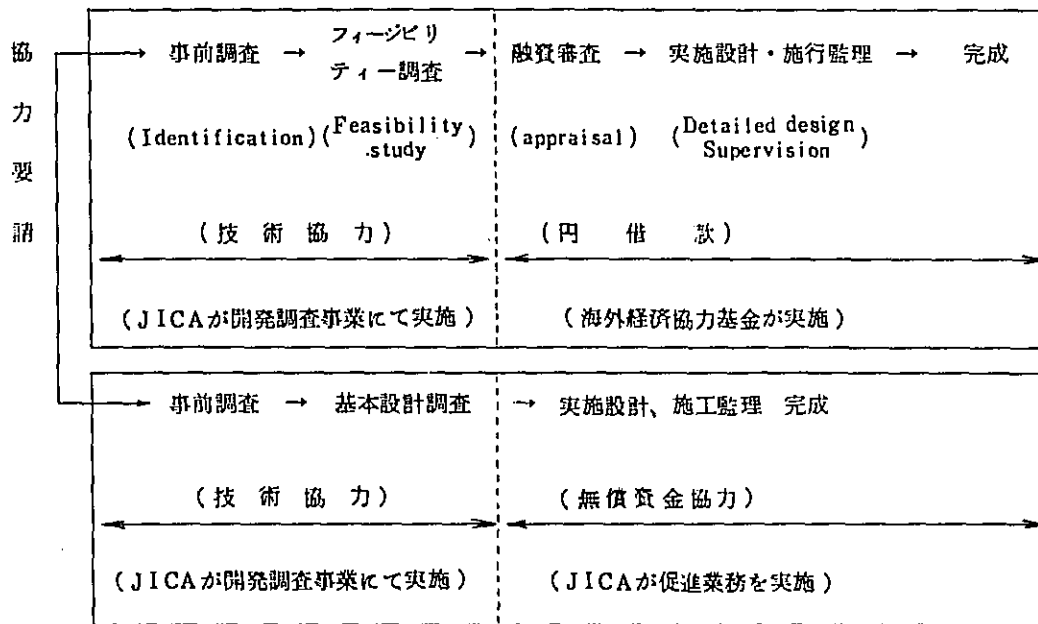 協力要請
→ 事前調査 → フィージビリティー調査 → 融資審査 → 実施設計・施行監理 → 完成
(Identification) (Feasibility study) (appraisal) (Detailed design Supervision)
(技術協力) (円借款)
(JICAが開発調査事業にて実施) (海外経済協力基金が実施)
→ 事前調査 → 基本設計調査 → 実施設計、施工監理 完成
(技術協力) (無償資金協力)
(JICAが開発調査事業にて実施) (JICAが促進業務を実施)